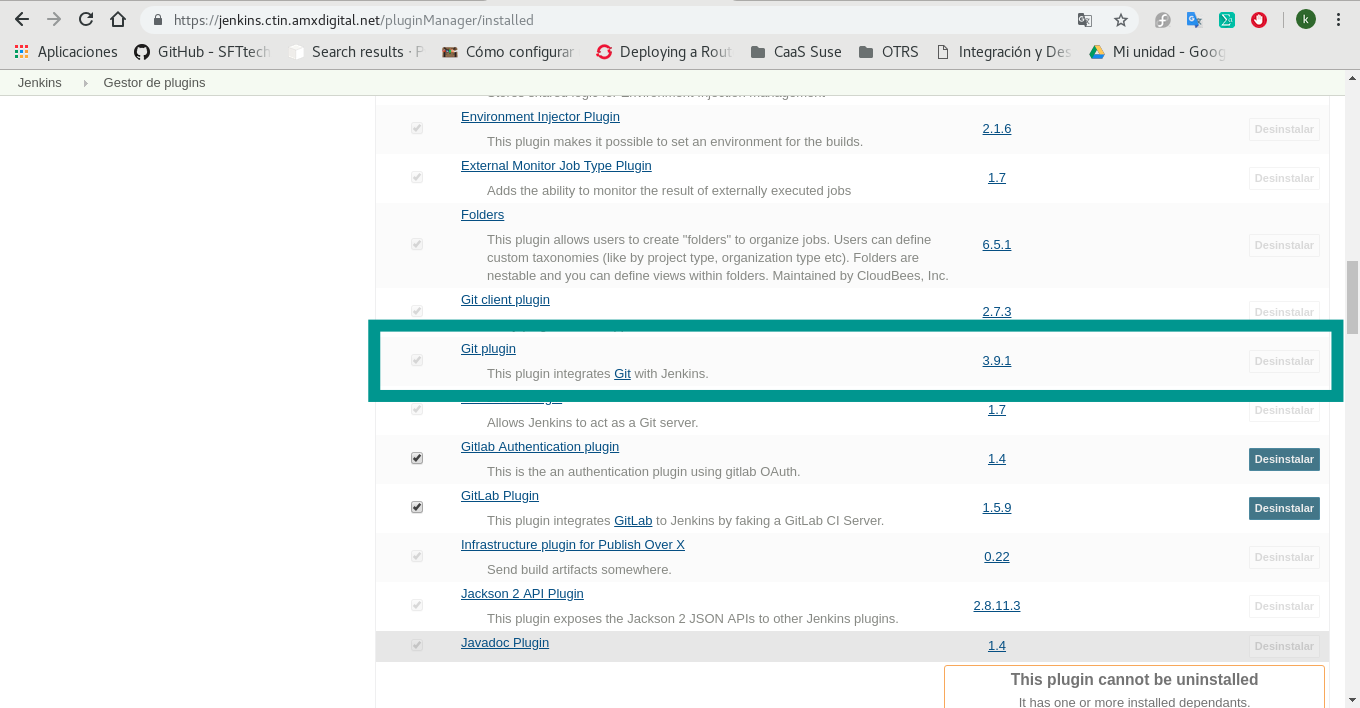 https://jenkins.ctin.amxdigital.net/pluginManager/installed
k
Aplicaciones
GitHub - SFTtech
Search results · P
Cómo configurar
Deploying a Rout
CaaS Suse
OTRS
Integración y Des
Mi unidad - Goog
Jenkins
Gestor de plugins
Stores shared logic for Environment Injection management
Environment Injector Plugin
This plugin makes it possible to set an environment for the builds.
2.1.6
Desinstalar
External Monitor Job Type Plugin
Adds the ability to monitor the result of externally executed jobs
1.7
Desinstalar
Folders
This plugin allows users to create "folders" to organize jobs. Users can define
custom taxonomies (like by project type, organization type etc). Folders are
nestable and you can define views within folders. Maintained by CloudBees, Inc.
6.5.1
Desinstalar
Git client plugin
2.7.3
Desinstalar
Git plugin
This plugin integrates Git with Jenkins.
3.9.1
Desinstalar
Allows Jenkins to act as a Git server.
1.7
Desinstalar
Gitlab Authentication plugin
This is the an authentication plugin using gitlab OAuth.
1.4
Desinstalar
GitLab Plugin
This plugin integrates GitLab to Jenkins by faking a GitLab CI Server.
1.5.9
Desinstalar
Infrastructure plugin for Publish Over X
Send build artifacts somewhere.
0.22
Desinstalar
Jackson 2 API Plugin
This plugin exposes the Jackson 2 JSON APIs to other Jenkins plugins.
2.8.11.3
Desinstalar
Javadoc Plugin
1.4
Desinstalar
This plugin cannot be uninstalled
It has one or more installed dependants.